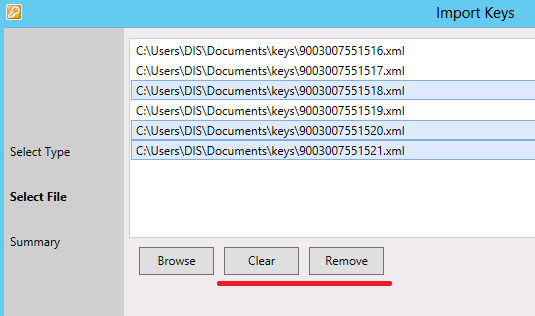 Import Keys
C:\Users\DIS\Documents\keys\9003007551516.xml
C:\Users\DIS\Documents\keys\9003007551517.xml
C:\Users\DIS\Documents\keys\9003007551518.xml
C:\Users\DIS\Documents\keys\9003007551519.xml
C:\Users\DIS\Documents\keys\9003007551520.xml
C:\Users\DIS\Documents\keys\9003007551521.xml
Select Type
Select File
Summary
Browse
Clear
Remove